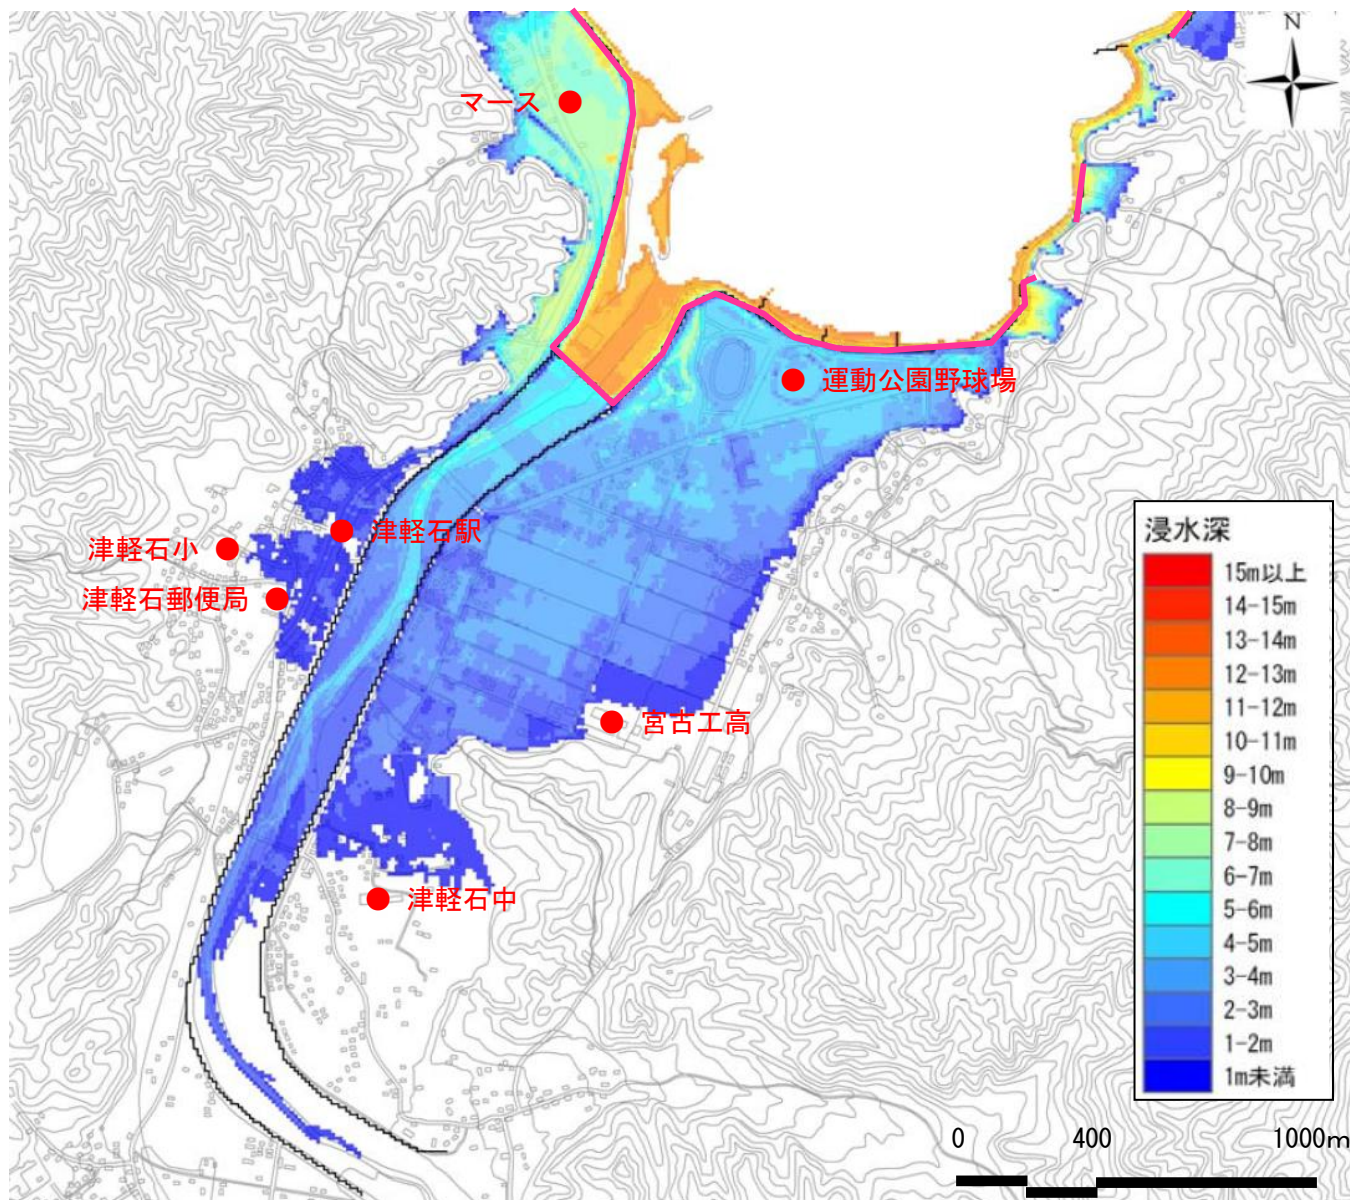 N
マース
運動公園野球場
津軽石駅
津軽石小
津軽石郵便局
宮古工高
津軽石中
浸水深
15m以上
14-15m
13-14m
12-13m
11-12m
10-11m
9-10m
8-9m
7-8m
6-7m
5-6m
4-5m
3-4m
2-3m
1-2m
1m未満
0 400 1000m